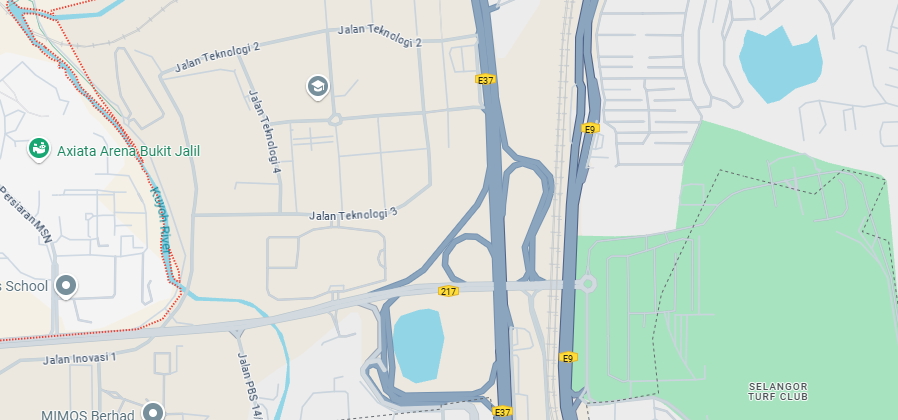 Jalan Teknologi 2
Jalan Teknologi 2
E37
Jalan Teknologi 4
E9
Axiata Arena Bukit Jalil
Persiaran MSN
Kuyoh River
Jalan Teknologi 3
s School
217
Jalan Inovasi 1
Jalan PBS 14/
E9
SELANGOR
TURF CLUB
MIMOS Berhad
E37